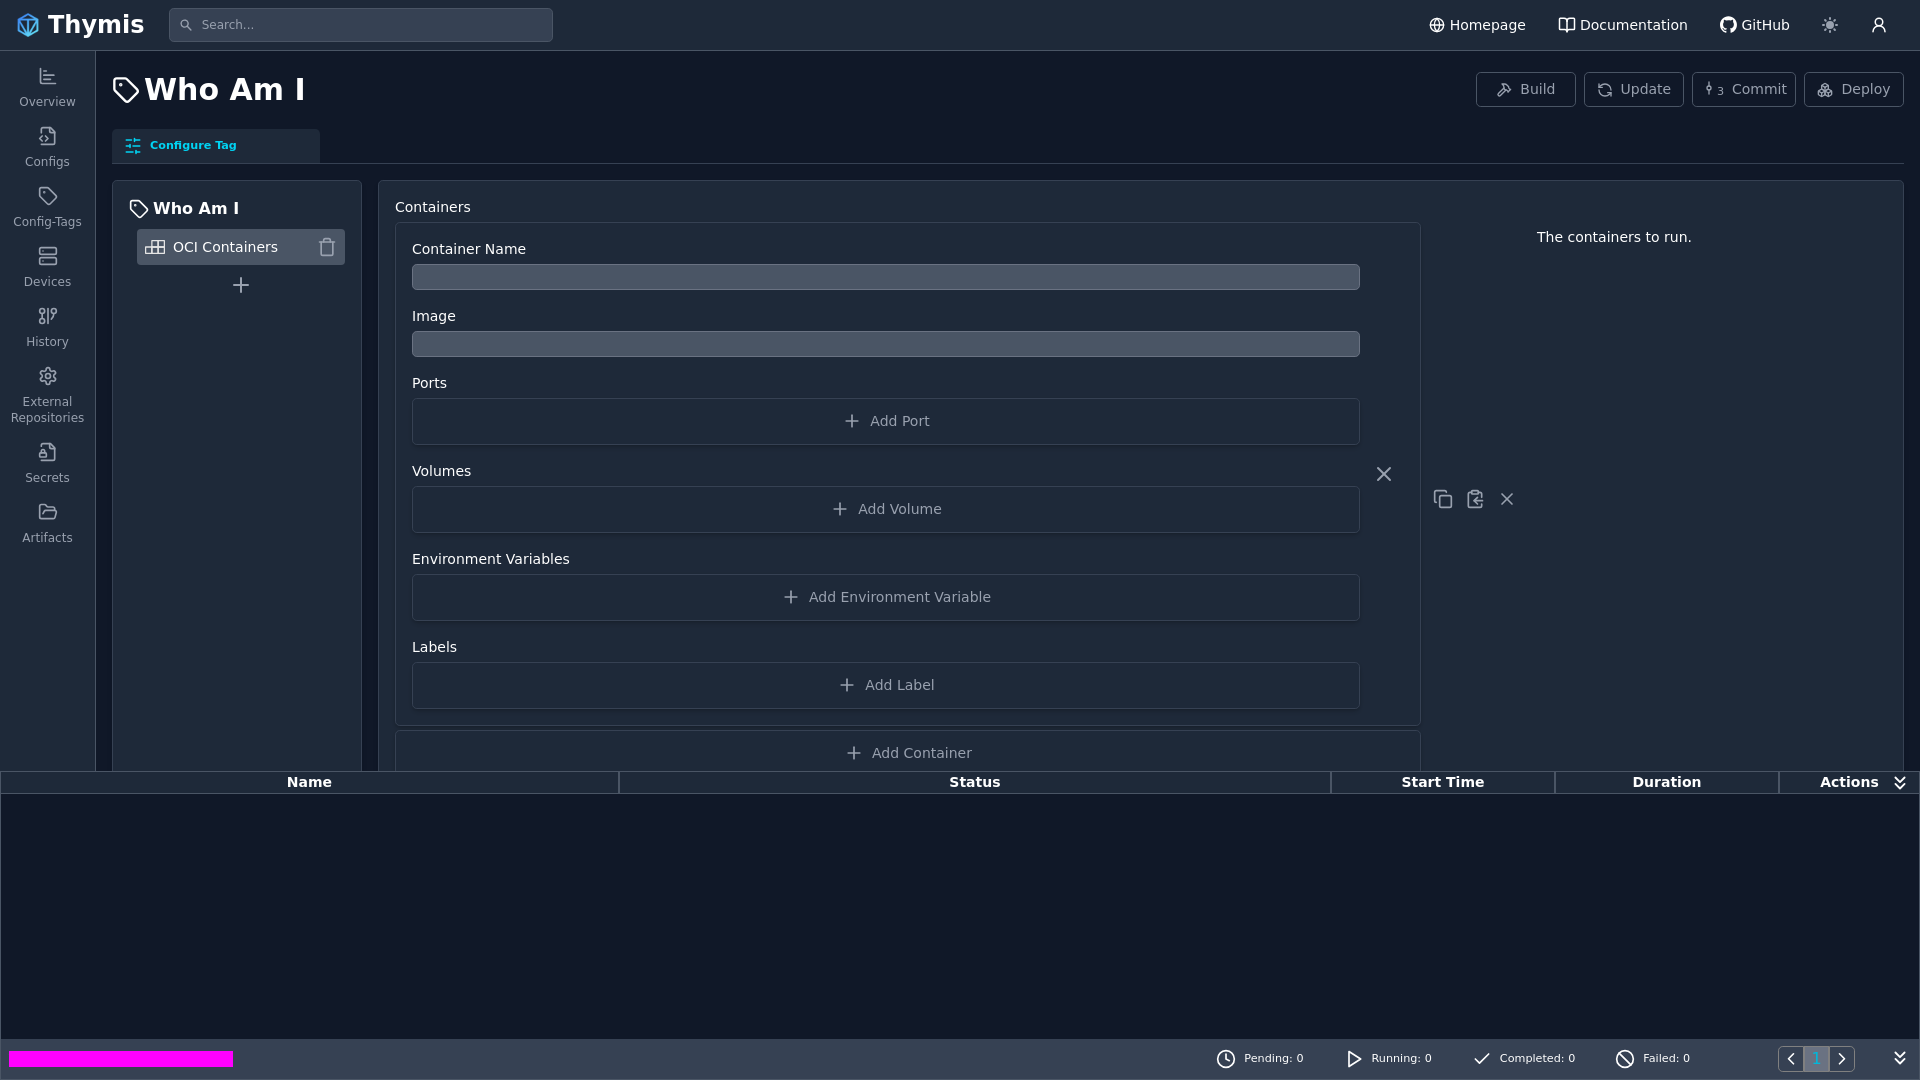 Thymis
Search...
Homepage
Documentation
GitHub
Overview
Configs
Config-Tags
Devices
History
External
Repositories
Secrets
Artifacts
Who Am I
Build
Update
3 Commit
Deploy
Configure Tag
Who Am I
OCI Containers
Containers
Container Name
Image
Ports
Add Port
Volumes
Add Volume
Environment Variables
Add Environment Variable
Labels
Add Label
Add Container
The containers to run.
Name Status Start Time Duration Actions
Pending: 0 Running: 0 Completed: 0 Failed: 0 1